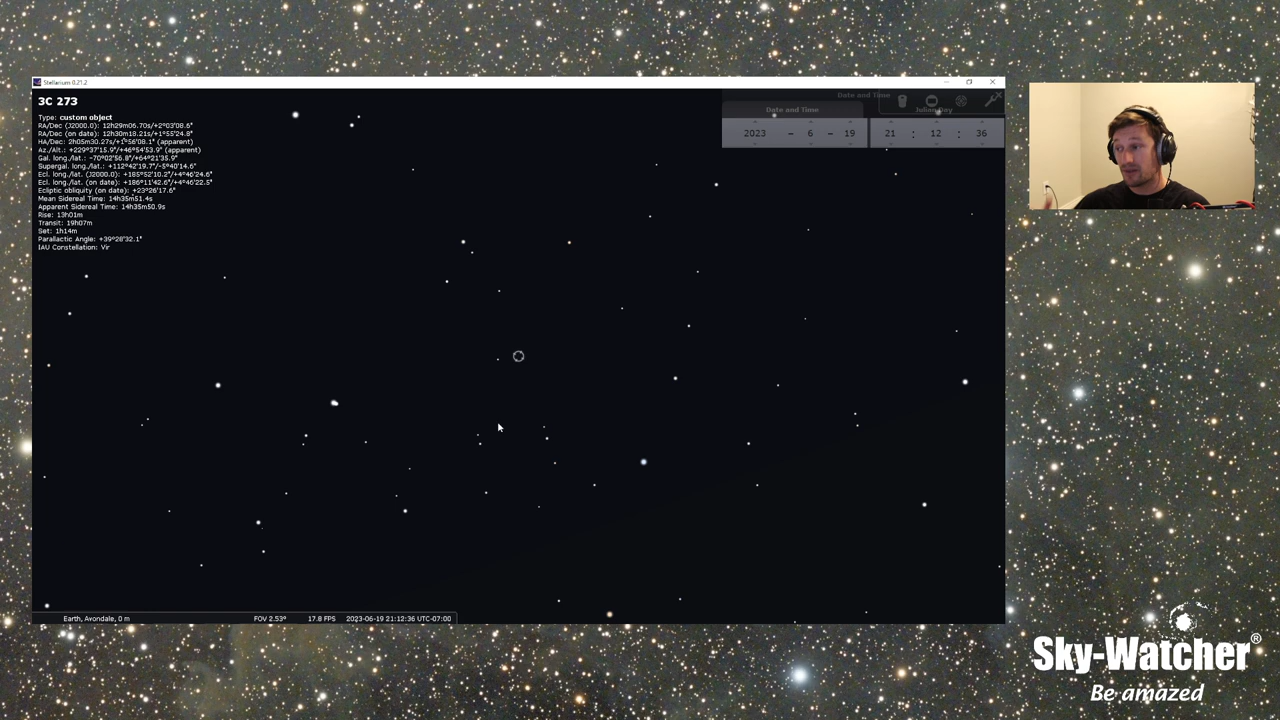 Stellarium 0.21.2
3C 273
Type: custom object
RA/Dec (J2000.0): 12h29m06.70s/+2°03'08.6"
RA/Dec (on date): 12h30m18.21s/+1°55'24.8"
HA/Dec: 2h05m30.27s/+1°56'08.1" (apparent)
Az./Alt.: +229°37'15.9"/+46°54'53.9" (apparent)
Gal. long./lat.: -70°02'56.8"/+64°21'35.9"
Supergal. long./lat.: +112°42'19.7"/-5°40'14.6"
Ecl. long./lat. (J2000.0): +185°52'10.2"/+4°46'24.6"
Ecl. long./lat. (on date): +186°11'42.6"/+4°46'22.5"
Ecliptic obliquity (on date): +23°26'17.6"
Mean Sidereal Time: 14h35m51.4s
Apparent Sidereal Time: 14h35m50.9s
Rise: 13h01m
Transit: 19h07m
Set: 1h14m
Parallactic Angle: +39°28'32.1"
IAU Constellation: Vir
Date and Time
Date and Time
Julian Day
2023 - 6 - 19 21 : 12 : 36
Earth, Avondale, 0 m FOV 2.53° 17.8 FPS 2023-06-19 21:12:36 UTC-07:00
Sky-Watcher®
Be amazed